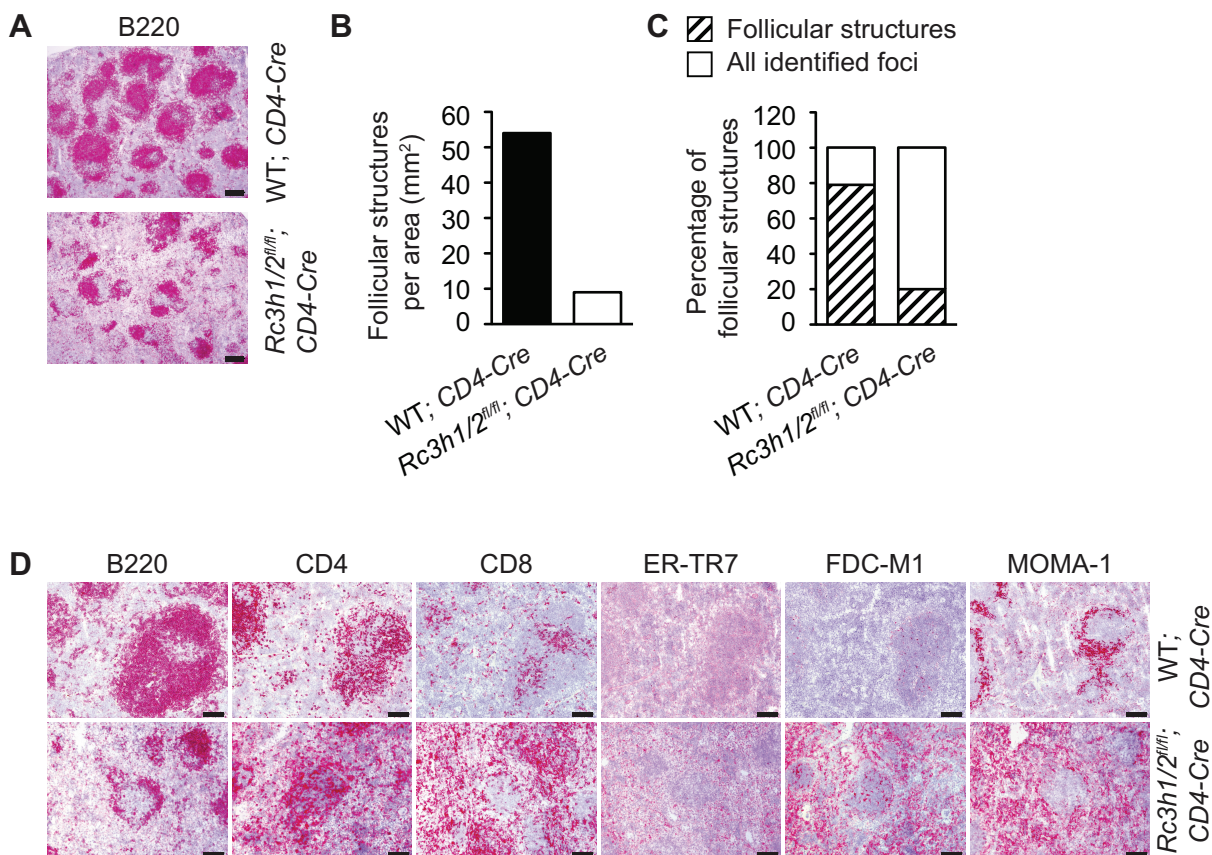 A
B220
WT; CD4-Cre
Rc3h1/2fl/fl;
CD4-Cre
B
Follicular structures
per area (mm²)
60
50
40
30
20
10
0
WT; CD4-Cre
Rc3h1/2fl/fl; CD4-Cre
C
Follicular structures
All identified foci
Percentage of
follicular structures
120
100
80
60
40
20
0
WT; CD4-Cre
Rc3h1/2fl/fl; CD4-Cre
D
B220
CD4
CD8
ER-TR7
FDC-M1
MOMA-1
WT;
CD4-Cre
Rc3h1/2fl/fl;
CD4-Cre